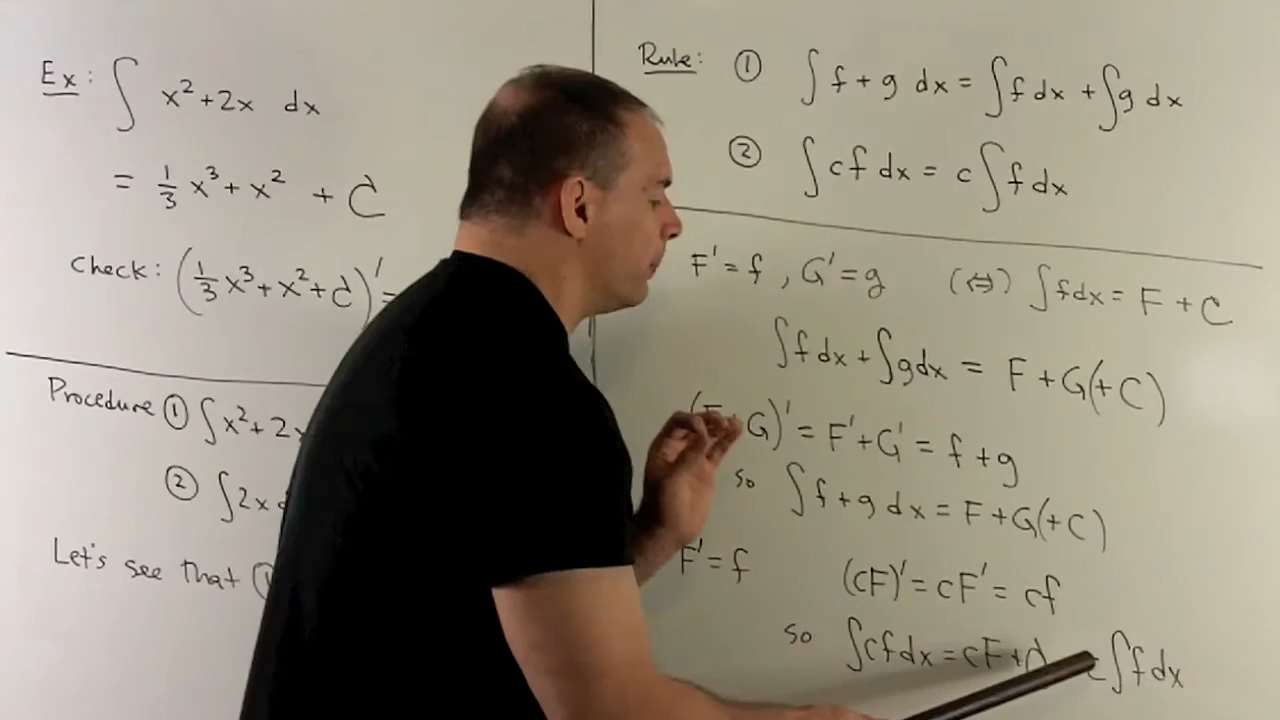 Ex: ∫ x² + 2x dx
= 1/3 x³ + x² + C
Check: (1/3 x³ + x² + C)' =
Procedure ① ∫ x² + 2x
② ∫ 2x
Let's see that
Rule: ① ∫ f + g dx = ∫ f dx + ∫ g dx
② ∫ cf dx = c ∫ f dx
F' = f , G' = g (⇔) ∫ f dx = F + C
∫ f dx + ∫ g dx = F + G (+ C)
G)' = F' + G' = f + g
so ∫ f + g dx = F + G (+ C)
F' = f (cF)' = cF' = cf
so ∫ cf dx = cF + C ∫ f dx